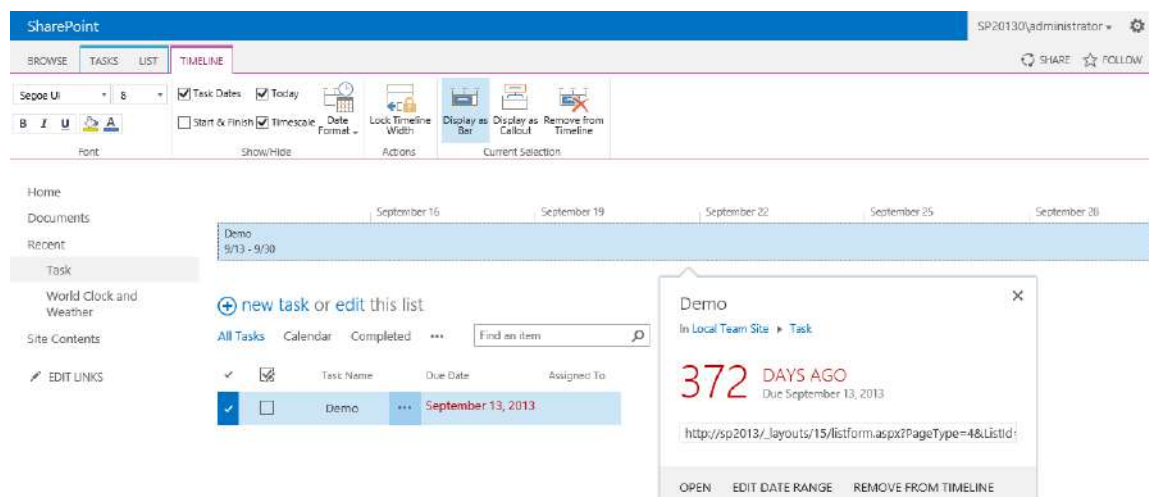 SharePoint
SP20130\administrator
BROWSE TASKS LIST TIMELINE
SHARE FOLLOW
Segoe UI 8
Task Dates Today
Start & Finish Timescale
Date Format
Lock Timeline Width
Display as Bar
Display as Callout
Remove from Timeline
B I U A
Font Show/Hide Actions Current Selection
Home
Documents
Recent
Task
World Clock and
Weather
Site Contents
EDIT LINKS
September 16 September 19 September 22 September 25 September 28
Demo
9/13 - 9/30
new task or edit this list
All Tasks Calendar Completed ••• Find an item
Task Name Due Date Assigned To
Demo ••• September 13, 2013
Demo
In Local Team Site ▸ Task
372 DAYS AGO
Due September 13, 2013
http://sp2013/_layouts/15/listform.aspx?PageType=4&ListId
OPEN EDIT DATE RANGE REMOVE FROM TIMELINE